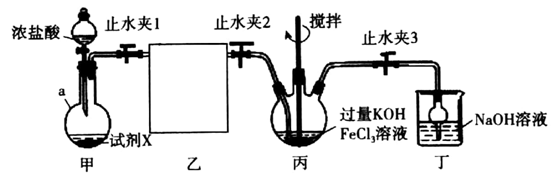 止水夹1
止水夹2
搅拌
止水夹3
浓盐酸
a
试剂X
过量KOH
FeCl₃溶液
NaOH溶液
甲
乙
丙
丁